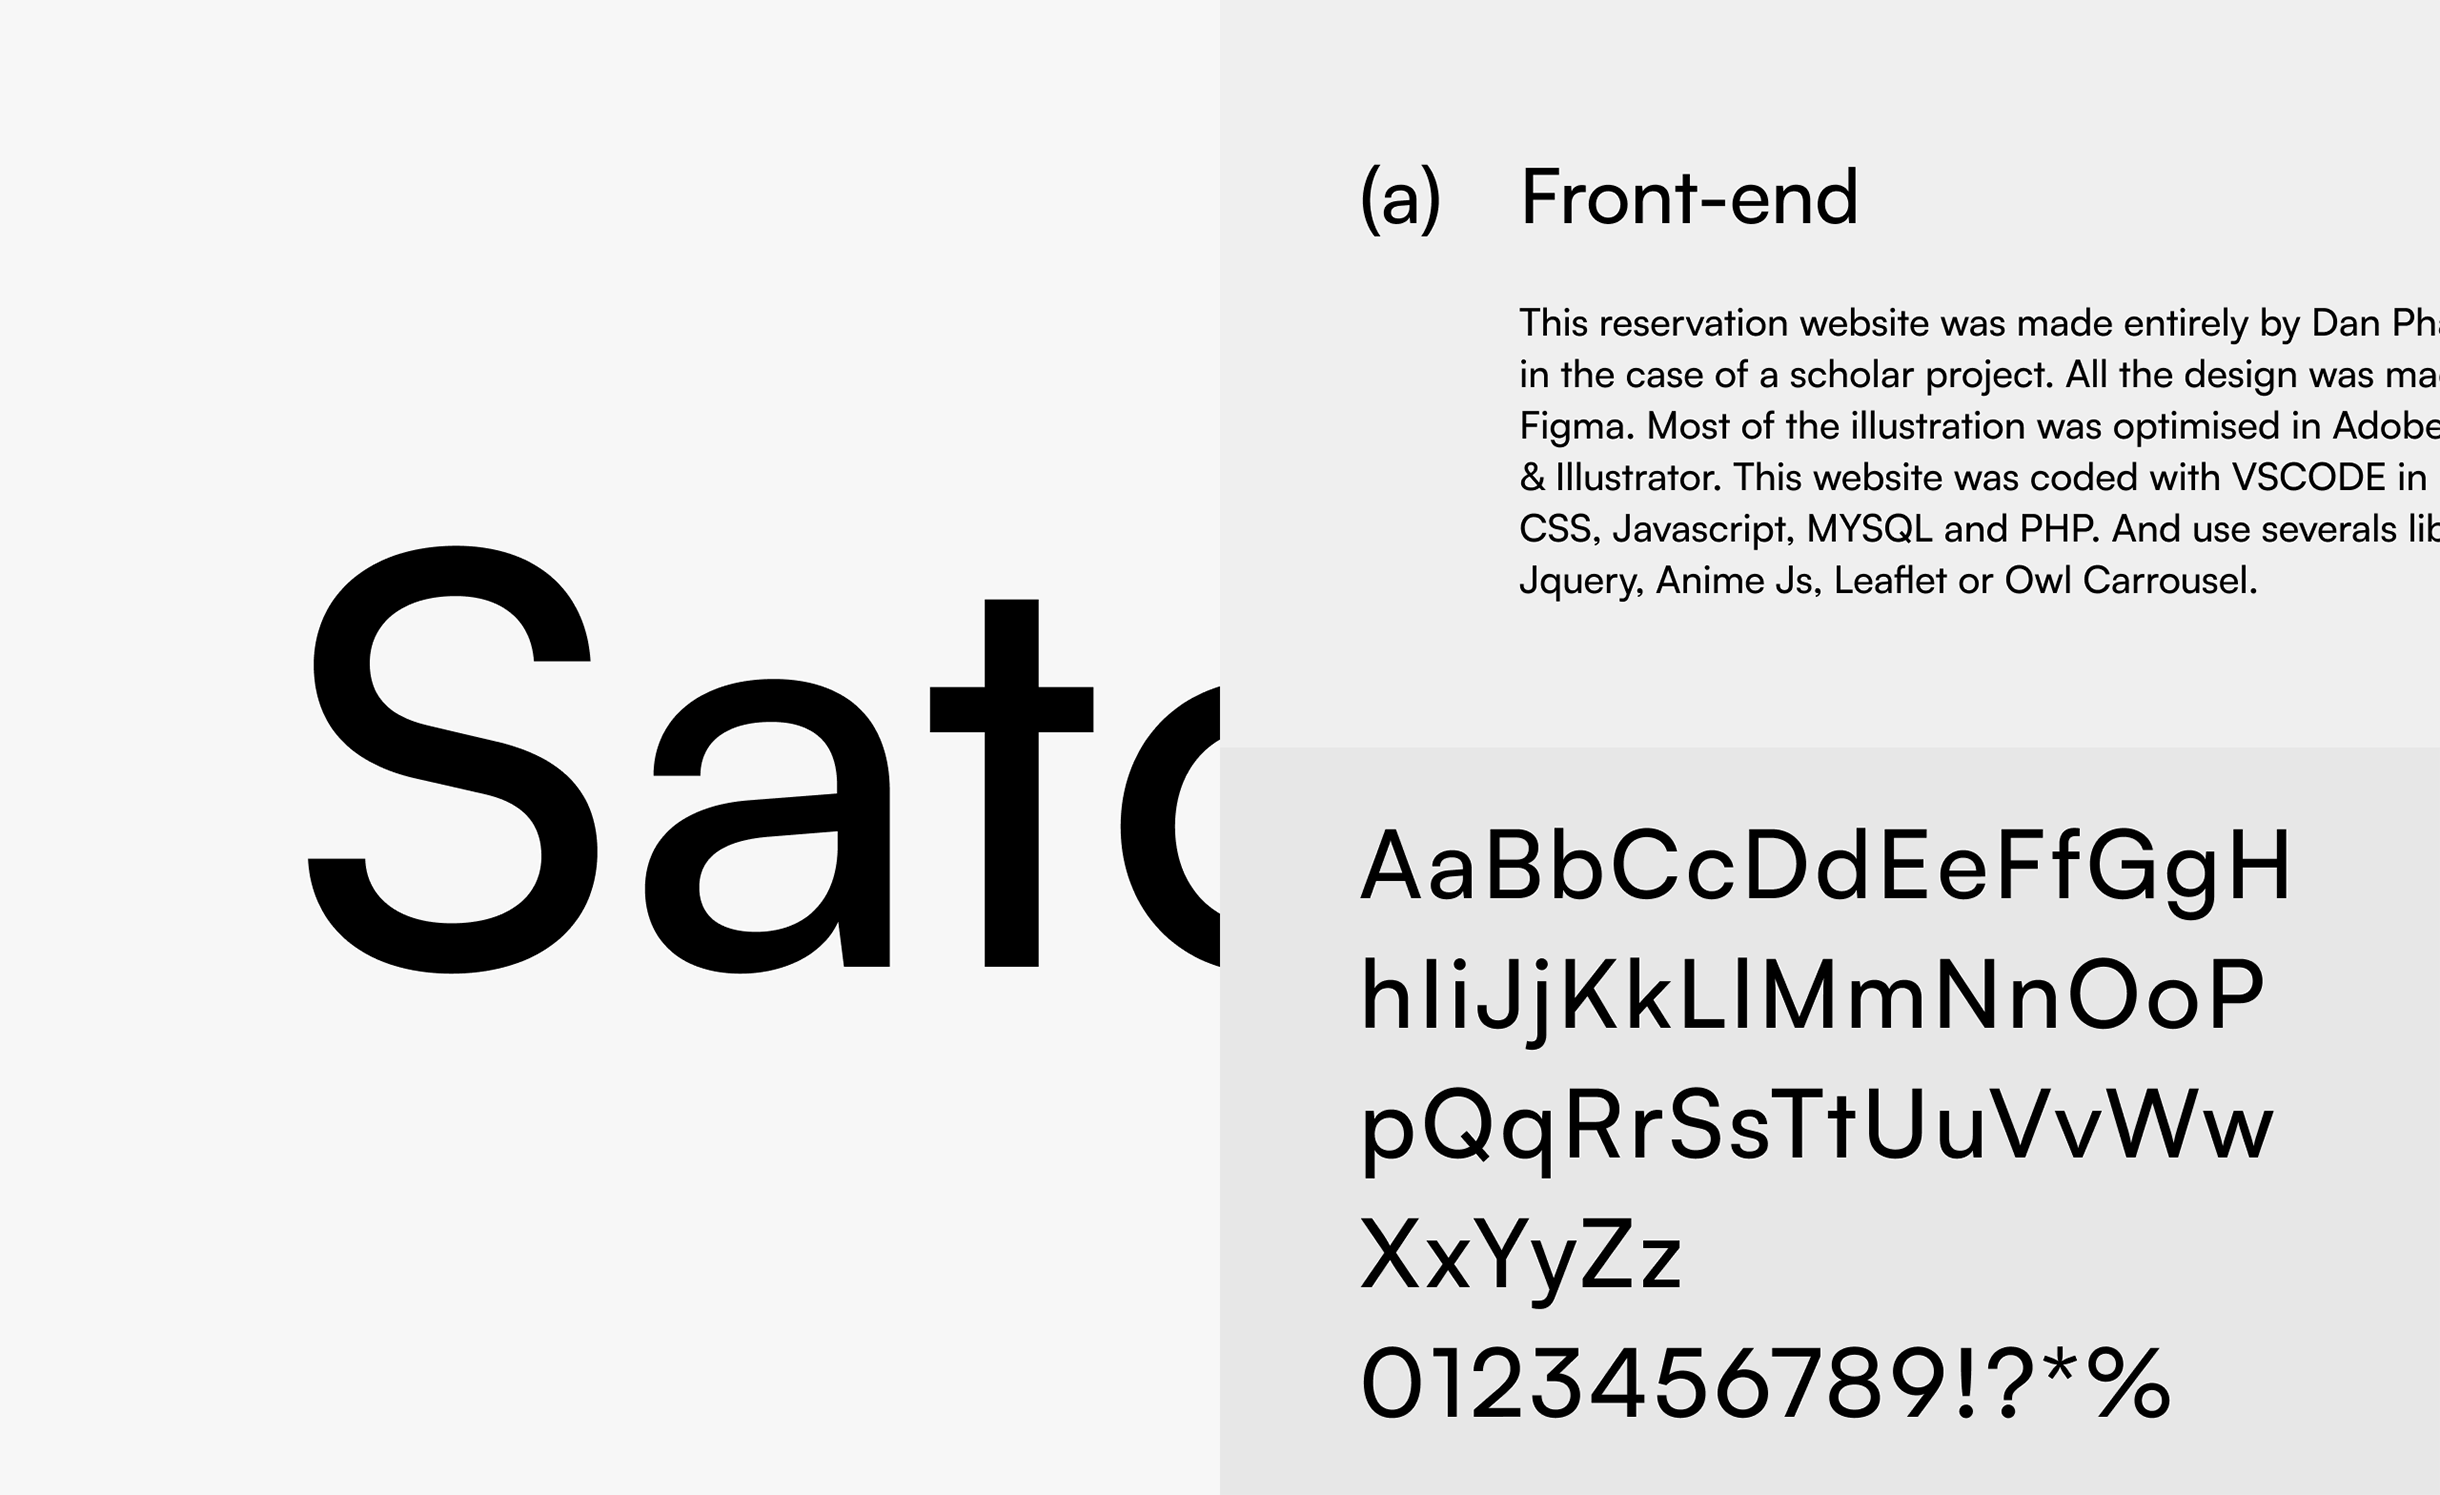 Sat
(a) Front-end
This reservation website was made entirely by Dan
in the case of a scholar project. All the design was
Figma. Most of the illustration was optimised in Adobe
& Illustrator. This website was coded with VSCODE in
CSS, Javascript, MYSQL and PHP. And use severals
Jquery, Anime Js, Leaflet or Owl Carrousel.
AaBbCcDdEeFfGgH
hIiJjKkLlMmNnOoP
pQqRrSsTtUuVvWw
XxYyZz
0123456789!?*%